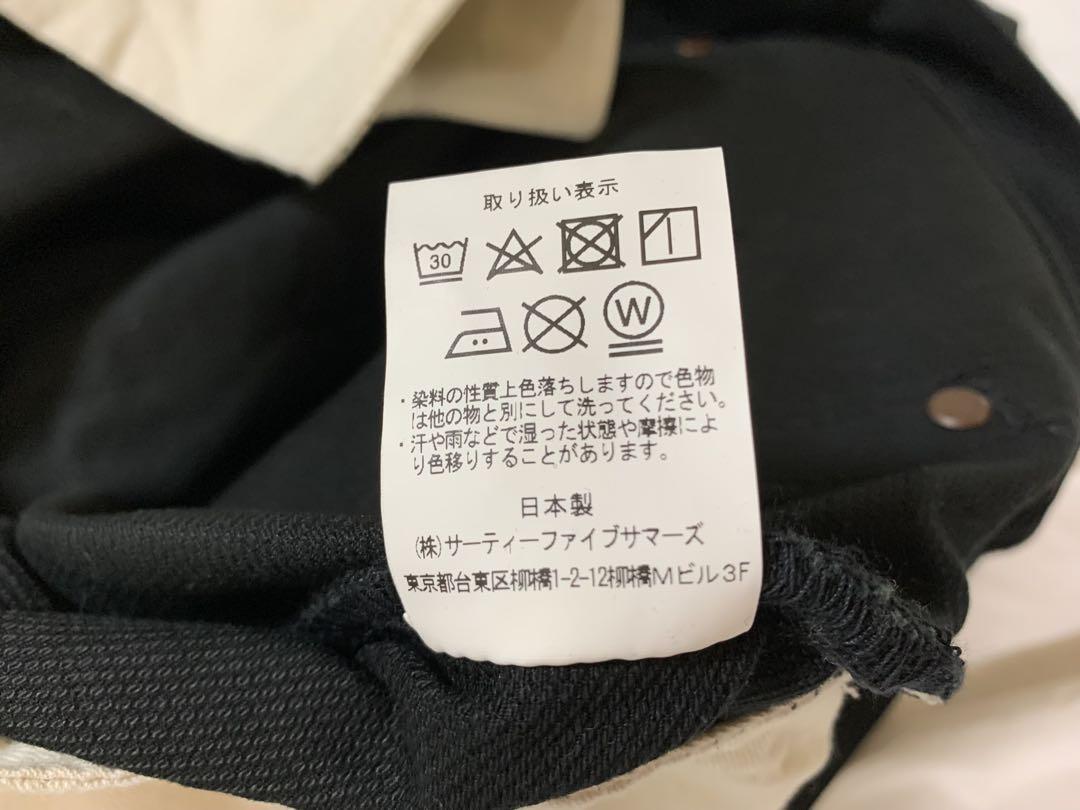 取り扱い表示
30
W
・染料の性質上色落ちしますので色物
は他の物と別にして洗ってください。
・汗や雨などで湿った状態や摩擦によ
り色移りすることがあります。
日本製
(株)サーティーファイブサマーズ
東京都台東区柳橋1-2-12柳橋Mビル3F